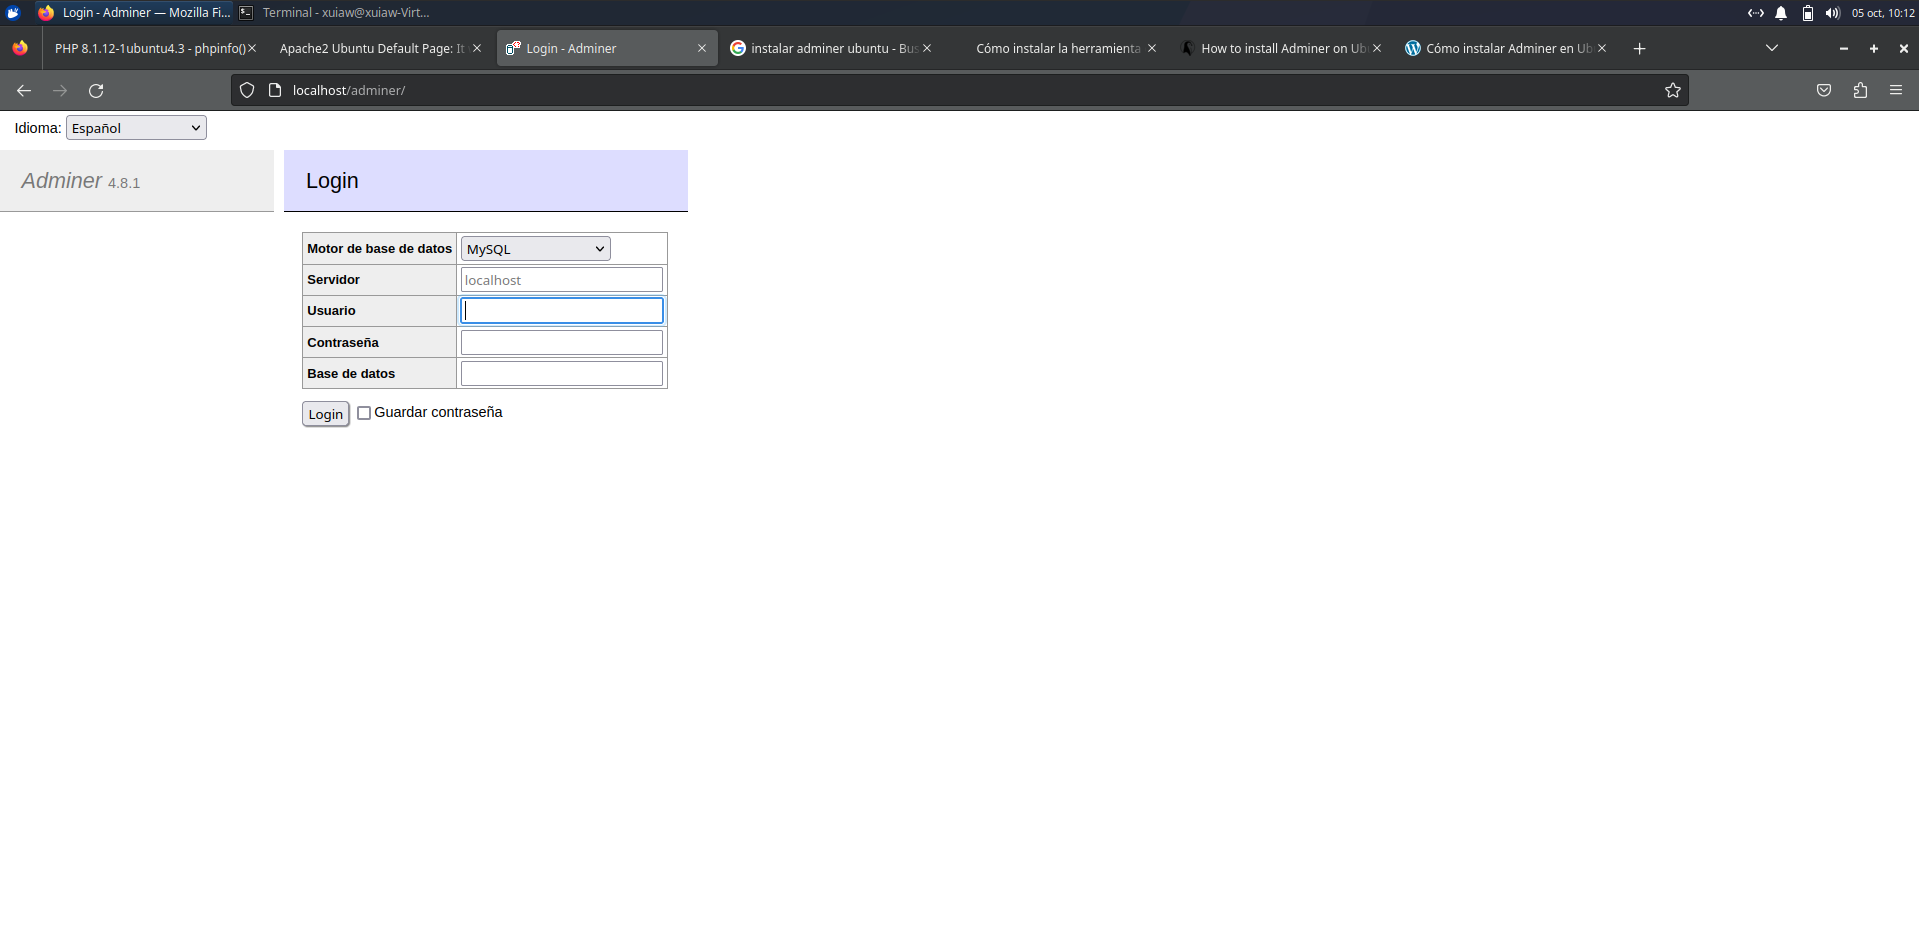 Login - Adminer — Mozilla Fi...
Terminal - xuiaw@xuiaw-Virt...
05 oct, 10:12
PHP 8.1.12-1ubuntu4.3 - phpinfo()
Apache2 Ubuntu Default Page: It
Login - Adminer
instalar adminer ubuntu - Bus
Cómo instalar la herramienta
How to install Adminer on Ub
Cómo instalar Adminer en Ub
localhost/adminer/
Idioma: Español
Adminer 4.8.1
Login
Motor de base de datos MySQL
Servidor localhost
Usuario
Contraseña
Base de datos
Login Guardar contraseña